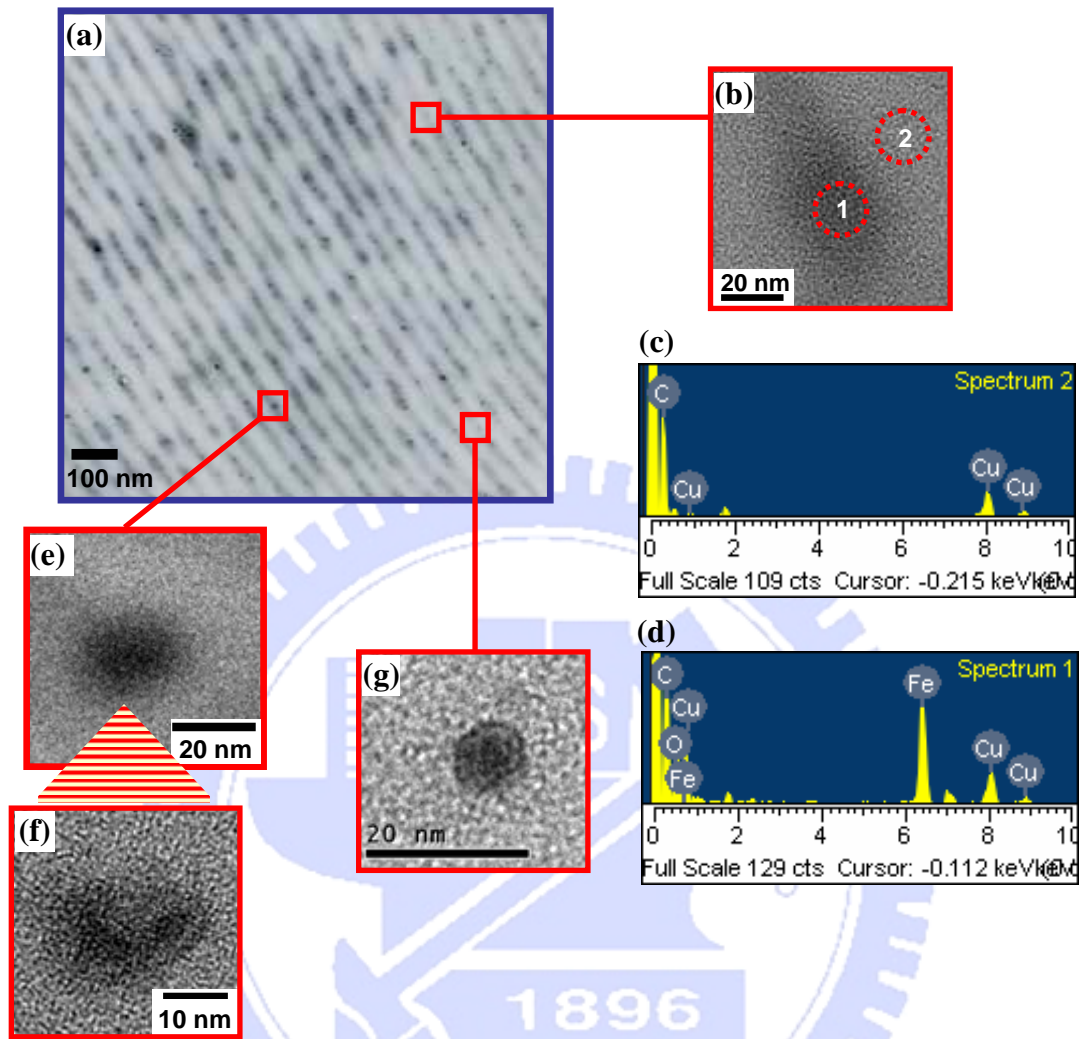 (a)
100 nm
(b)
2
1
20 nm
(c)
Spectrum 2
C
Cu
Cu
Cu
0 2 4 6 8 10
Full Scale 109 cts Cursor: -0.215 keV
(d)
Spectrum 1
C
Cu
O
Fe
Fe
Cu
Cu
0 2 4 6 8 10
Full Scale 129 cts Cursor: -0.112 keV
(e)
20 nm
(f)
10 nm
(g)
20 nm
1896